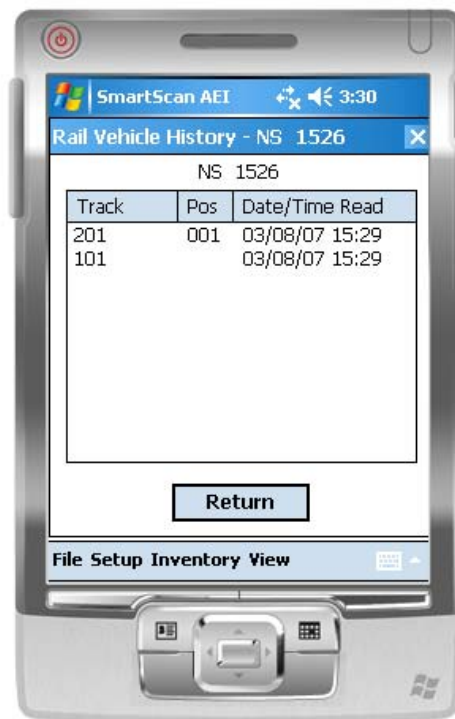 SmartScan AEI 3:30
Rail Vehicle History - NS 1526
NS 1526
Track Pos Date/Time Read
201 001 03/08/07 15:29
101 03/08/07 15:29
Return
File Setup Inventory View